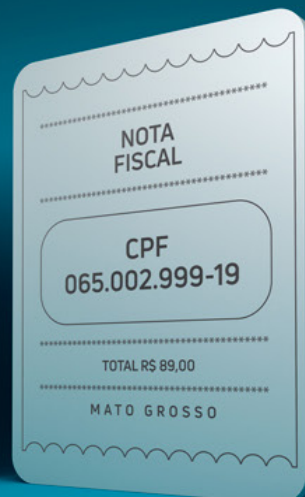 NOTA
FISCAL
CPF
065.002.999-19
TOTAL R$ 89,00
MATO GROSSO